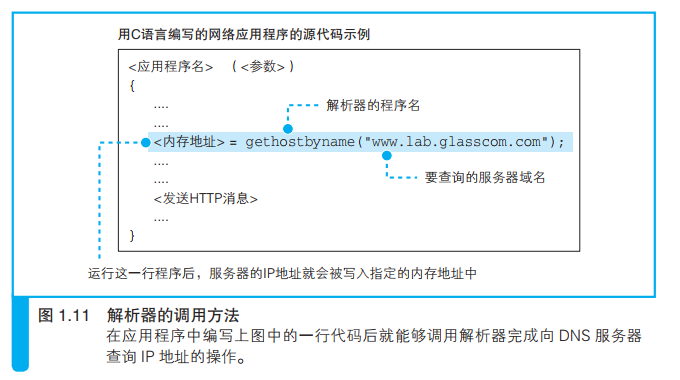 用C语言编写的网络应用程序的源代码示例
<应用程序名> （<参数>）
{
....
解析器的程序名
....
<内存地址> = gethostbyname("www.lab.glasscom.com");
....
要查询的服务器域名
....
<发送HTTP消息>
....
}
运行这一行程序后，服务器的IP地址就会被写入指定的内存地址中
图 1.11 解析器的调用方法
在应用程序中编写上图中的一行代码后就能够调用解析器完成向 DNS 服务器
查询 IP 地址的操作。